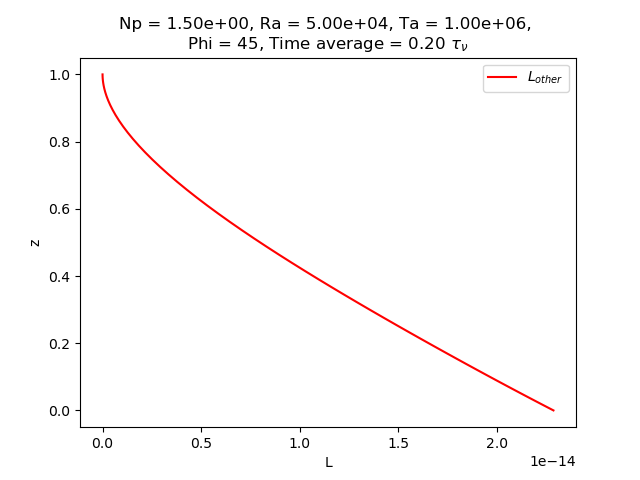 Np = 1.50e+00, Ra = 5.00e+04, Ta = 1.00e+06,
Phi = 45, Time average = 0.20 τν
L_other
1.0
0.8
0.6
0.4
0.2
0.0
z
0.0 0.5 1.0 1.5 2.0
1e−14
L